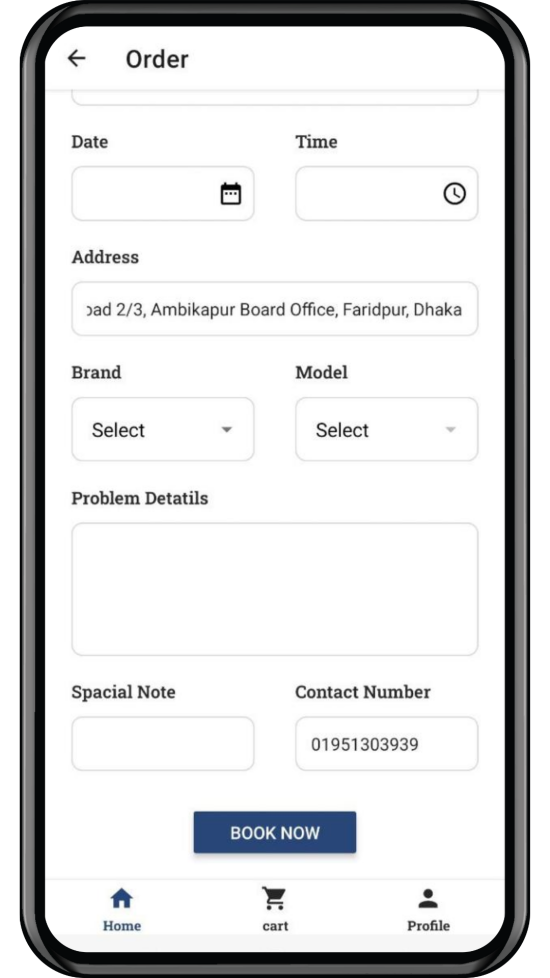 Order
Date Time
Address
2/3, Ambikapur Board Office, Faridpur, Dhaka
Brand Model
Select Select
Problem Detatils
Spacial Note Contact Number
01951303939
BOOK NOW
Home cart Profile